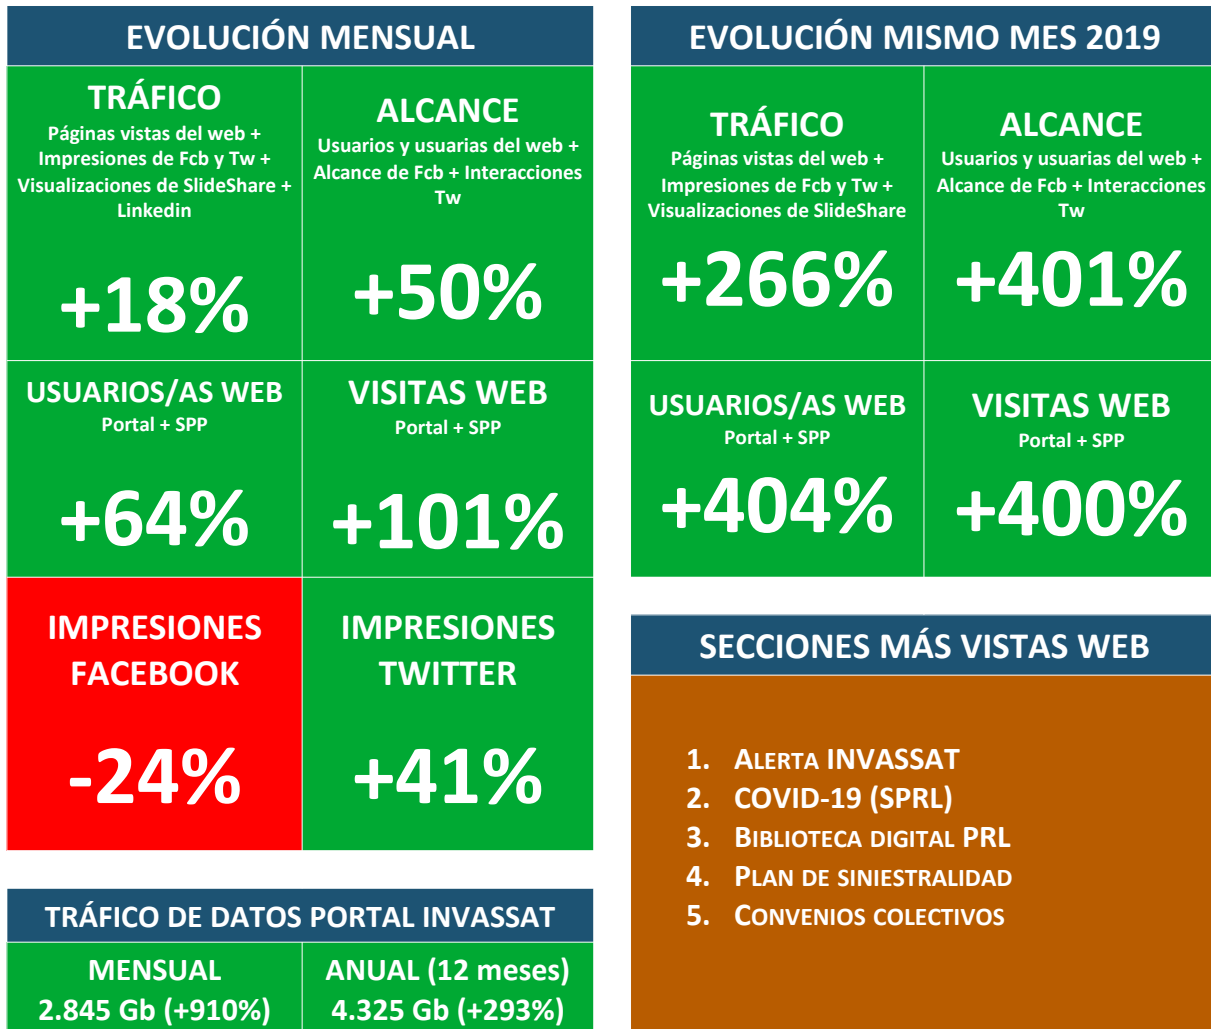 EVOLUCIÓN MENSUAL
TRÁFICO
Páginas vistas del web +
Impresiones de Fcb y Tw +
Visualizaciones de SlideShare +
Linkedin
+18%
ALCANCE
Usuarios y usuarias del web +
Alcance de Fcb + Interacciones
Tw
+50%
USUARIOS/AS WEB
Portal + SPP
+64%
VISITAS WEB
Portal + SPP
+101%
IMPRESIONES
FACEBOOK
-24%
IMPRESIONES
TWITTER
+41%
TRÁFICO DE DATOS PORTAL INVASSAT
MENSUAL
2.845 Gb (+910%)
ANUAL (12 meses)
4.325 Gb (+293%)
EVOLUCIÓN MISMO MES 2019
TRÁFICO
Páginas vistas del web +
Impresiones de Fcb y Tw +
Visualizaciones de SlideShare
+266%
ALCANCE
Usuarios y usuarias del web +
Alcance de Fcb + Interacciones
Tw
+401%
USUARIOS/AS WEB
Portal + SPP
+404%
VISITAS WEB
Portal + SPP
+400%
SECCIONES MÁS VISTAS WEB
1. ALERTA INVASSAT
2. COVID-19 (SPRL)
3. BIBLIOTECA DIGITAL PRL
4. PLAN DE SINIESTRALIDAD
5. CONVENIOS COLECTIVOS